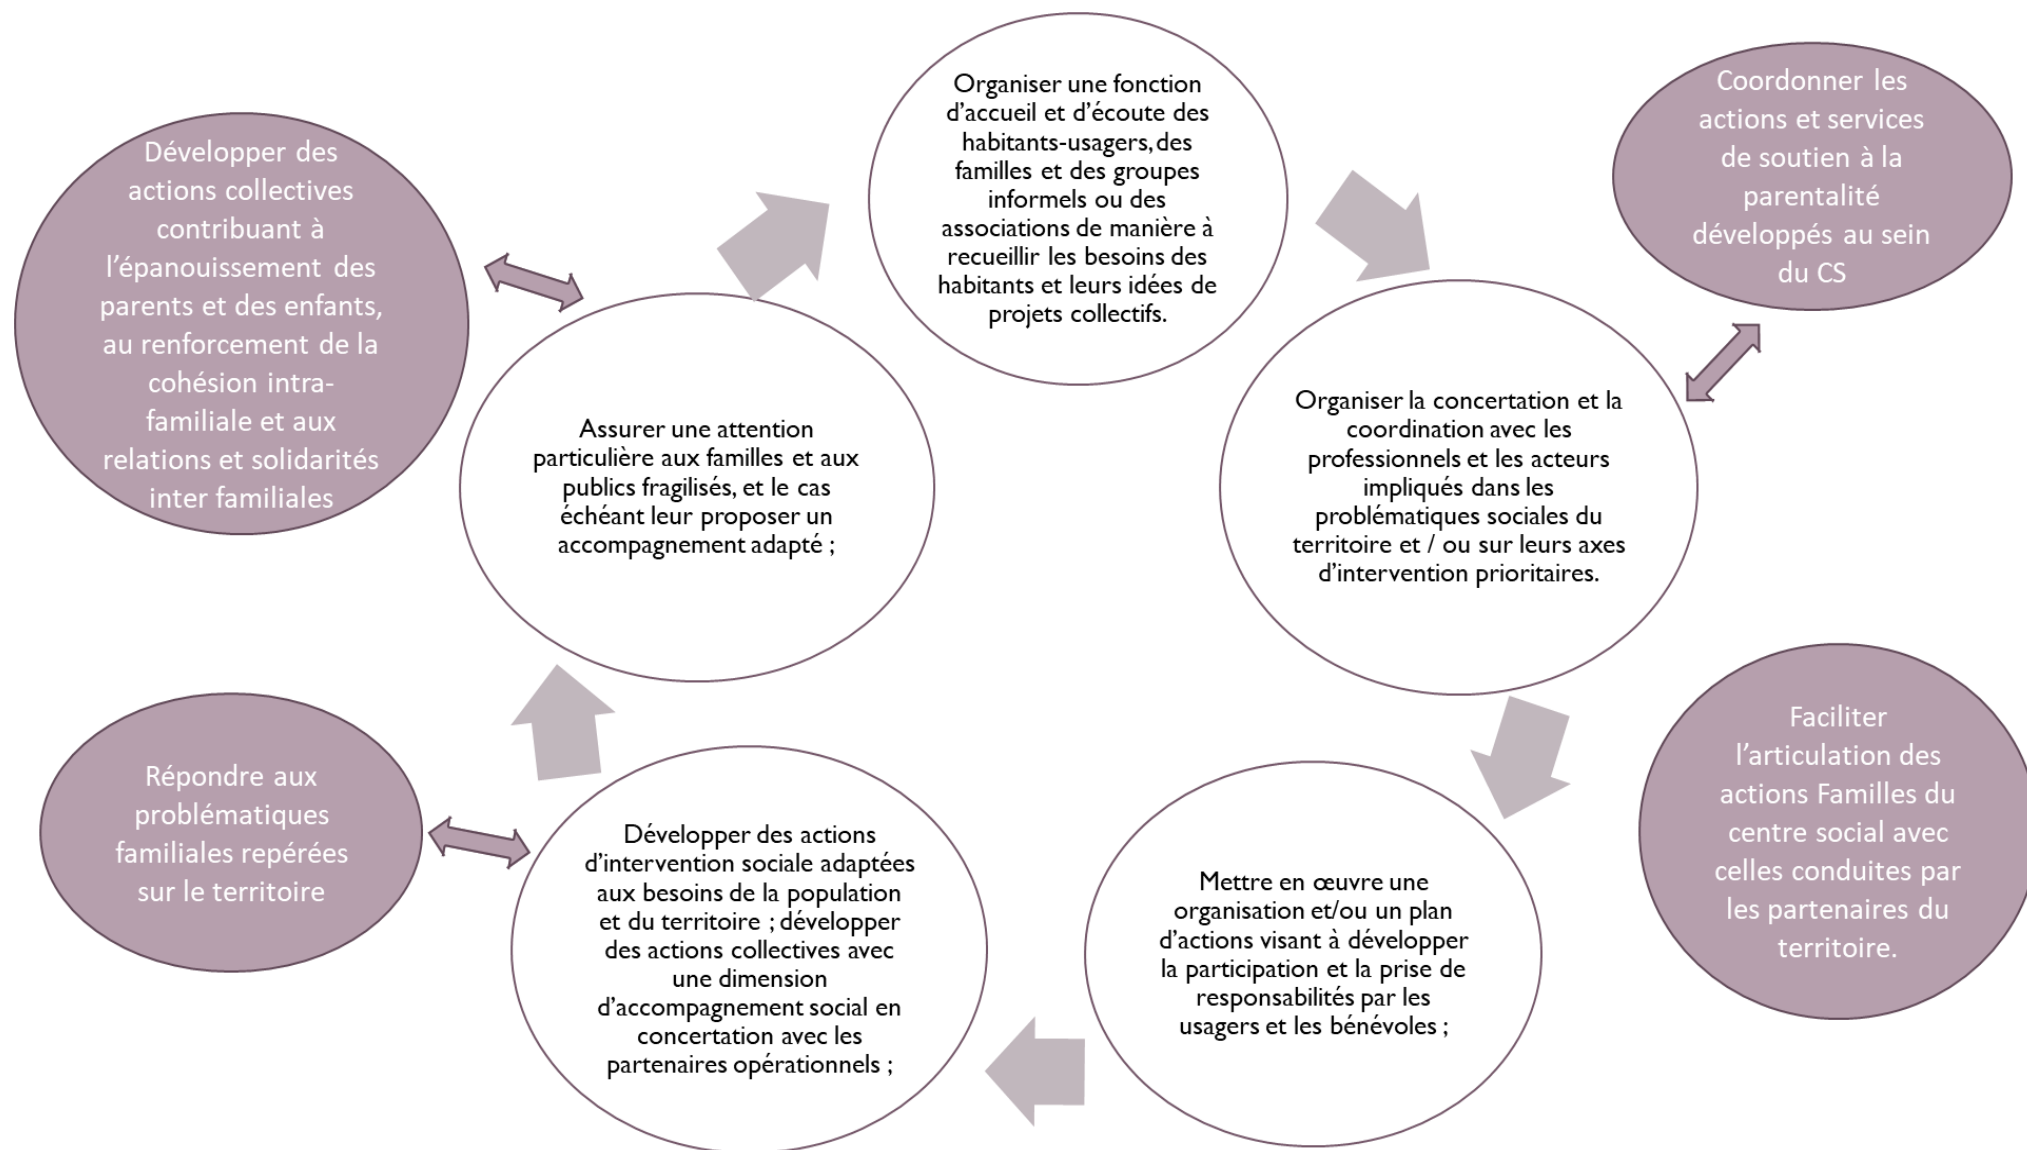 Organiser une fonction
d'accueil et d'écoute des
habitants-usagers, des
familles et des groupes
informels ou des
associations de manière à
recueillir les besoins des
habitants et leurs idées de
projets collectifs.
Coordonner les
actions et services
de soutien à la
parentalité
développés au sein
du CS
Développer des
actions collectives
contribuant à
l'épanouissement des
parents et des enfants,
au renforcement de la
cohésion intra-
familiale et aux
relations et solidarités
inter familiales
Assurer une attention
particulière aux familles et aux
publics fragilisés, et le cas
échéant leur proposer un
accompagnement adapté ;
Organiser la concertation et la
coordination avec les
professionnels et les acteurs
impliqués dans les
problématiques sociales du
territoire et / ou sur leurs axes
d'intervention prioritaires.
Répondre aux
problématiques
familiales repérées
sur le territoire
Développer des actions
d'intervention sociale adaptées
aux besoins de la population
et du territoire ; développer
des actions collectives avec
une dimension
d'accompagnement social en
concertation avec les
partenaires opérationnels ;
Mettre en œuvre une
organisation et/ou un plan
d'actions visant à développer
la participation et la prise de
responsabilités par les
usagers et les bénévoles ;
Faciliter
l'articulation des
actions Familles du
centre social avec
celles conduites par
les partenaires du
territoire.